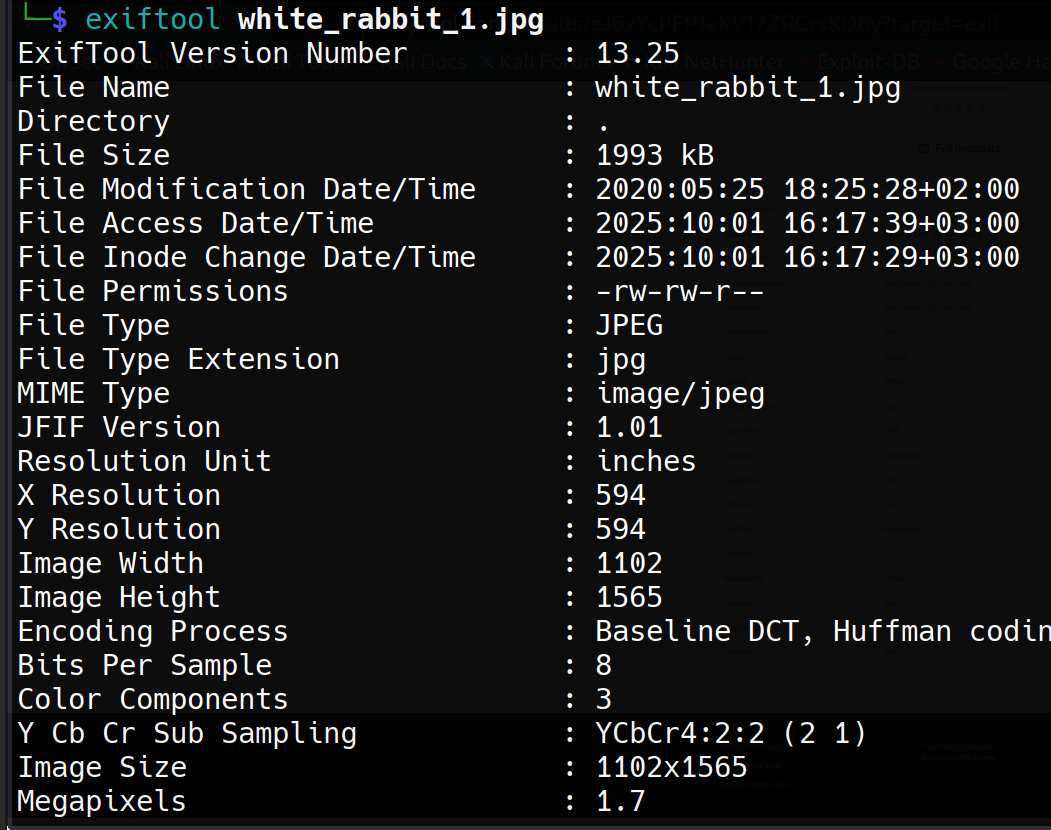 └─$ exiftool white_rabbit_1.jpg
ExifTool Version Number : 13.25
File Name : white_rabbit_1.jpg
Directory : .
File Size : 1993 kB
File Modification Date/Time : 2020:05:25 18:25:28+02:00
File Access Date/Time : 2025:10:01 16:17:39+03:00
File Inode Change Date/Time : 2025:10:01 16:17:29+03:00
File Permissions : -rw-rw-r--
File Type : JPEG
File Type Extension : jpg
MIME Type : image/jpeg
JFIF Version : 1.01
Resolution Unit : inches
X Resolution : 594
Y Resolution : 594
Image Width : 1102
Image Height : 1565
Encoding Process : Baseline DCT, Huffman codin
Bits Per Sample : 8
Color Components : 3
Y Cb Cr Sub Sampling : YCbCr4:2:2 (2 1)
Image Size : 1102x1565
Megapixels : 1.7